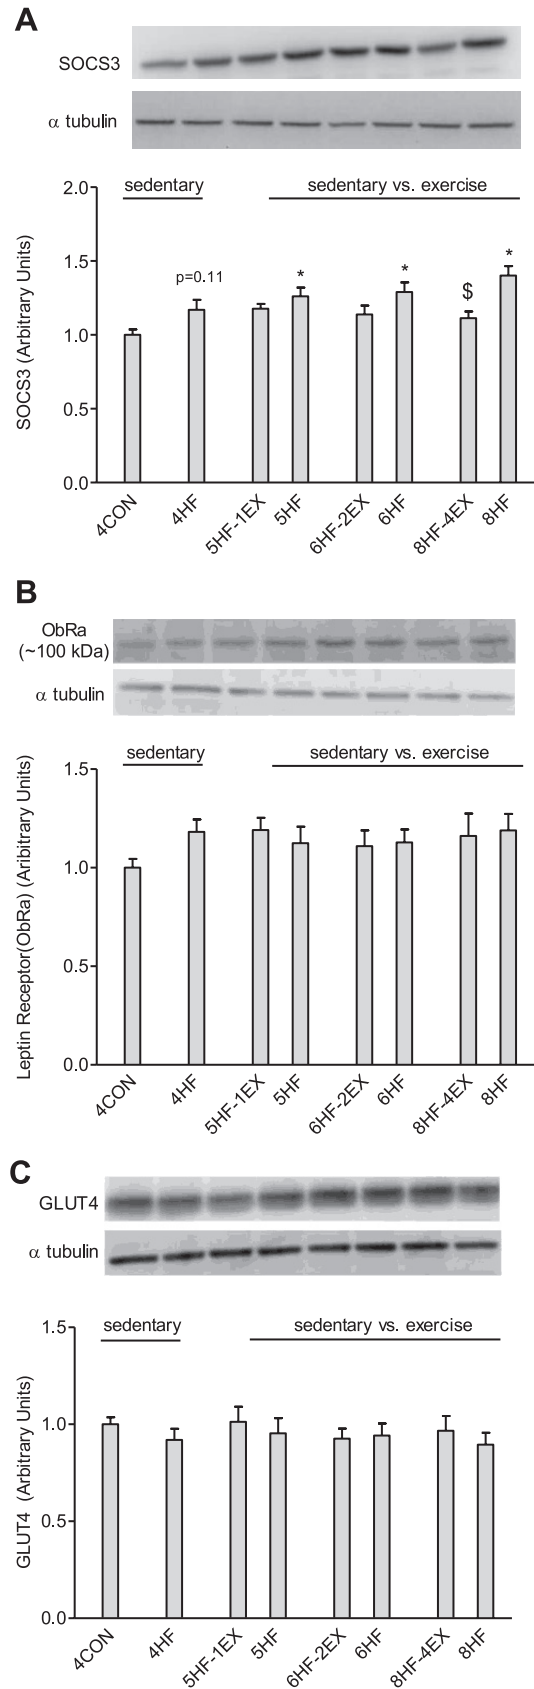 A
SOCS3
α tubulin
sedentary sedentary vs. exercise
SOCS3 (Arbitrary Units)
2.0
1.5
1.0
0.5
0.0
p=0.11
*
*
$
*
4CON 4HF 5HF-1EX 5HF 6HF-2EX 6HF 8HF-4EX 8HF
B
ObRa
(~100 kDa)
α tubulin
sedentary sedentary vs. exercise
Leptin Receptor(ObRa) (Aribitrary Units)
1.5
1.0
0.5
0.0
4CON 4HF 5HF-1EX 5HF 6HF-2EX 6HF 8HF-4EX 8HF
C
GLUT4
α tubulin
sedentary sedentary vs. exercise
GLUT4 (Arbitrary Units)
1.5
1.0
0.5
0.0
4CON 4HF 5HF-1EX 5HF 6HF-2EX 6HF 8HF-4EX 8HF